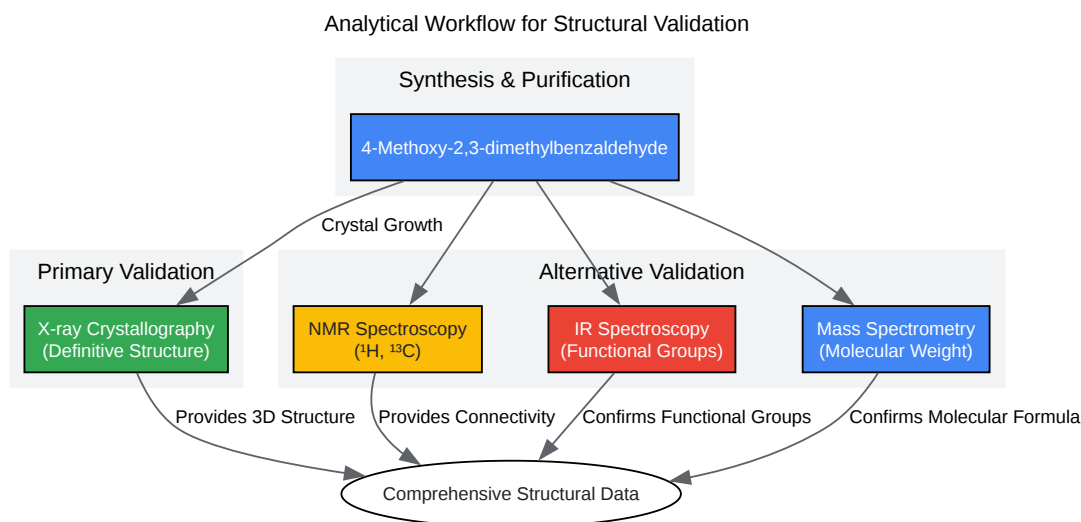 Analytical Workflow for Structural Validation
Synthesis & Purification
4-Methoxy-2,3-dimethylbenzaldehyde
Crystal Growth
Primary Validation
Alternative Validation
X-ray Crystallography
(Definitive Structure)
NMR Spectroscopy
(¹H, ¹³C)
IR Spectroscopy
(Functional Groups)
Mass Spectrometry
(Molecular Weight)
Provides 3D Structure
Provides Connectivity
Confirms Functional Groups
Confirms Molecular Formula
Comprehensive Structural Data